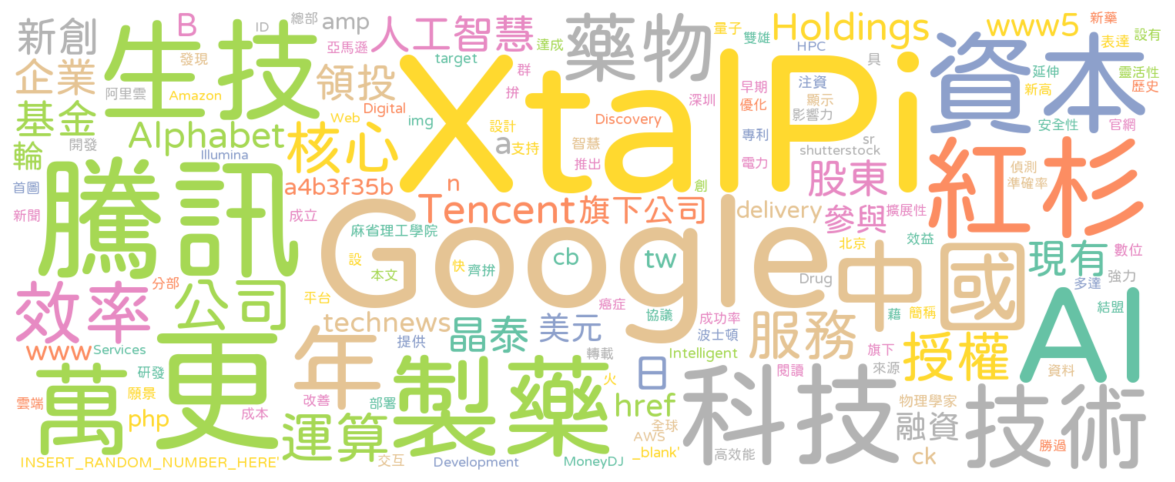 新創
生技
B
ID
總部
amp
人工智慧
亞馬遜
達成
target
群
拚
藥物
量子
雙雄
Holdings
HPC
www5
新藥
表達
設有
資本
延伸
靈活性
歷史
新高
企業
發現
阿里雲
Amazon
領投
Digital
Web
img
XtalPi
設計
Discovery
深圳
早期
優化
注資
具
顯示
影響力
安全性
官網
基金
開發
Alphabet
Illumina
核心
a
支持
智慧
推出
專利
電力
sr
shutterstock
輪
首圖
新聞
騰訊
a4b3f35b
n
Tencent
旗下公司
創
股東
紅杉
偵測
準確率
成立
麻省理工學院
Google
delivery
參與
擴展性
設
本文
快
齊拚
cb
tw
北京
效益
中國
現有
數位
多達
強力
效率
分部
公司
平台
Drug
癌症
協議
成功率
波士頓
藉
簡稱
結盟
AI
technews
晶泰
美元
提供
年
www
Services
研發
願景
雲端
轉載
Intelligent
服務
旗下
閱讀
來源
授權
資料
萬
更
php
成本
改善
部署
製藥
火
日
href
科技
物理學家
融資
技術
勝過
運算
交互
全球
AWS
_blank'
高效能
ck
INSERT_RANDOM_NUMBER_HERE'
Development
MoneyDJ